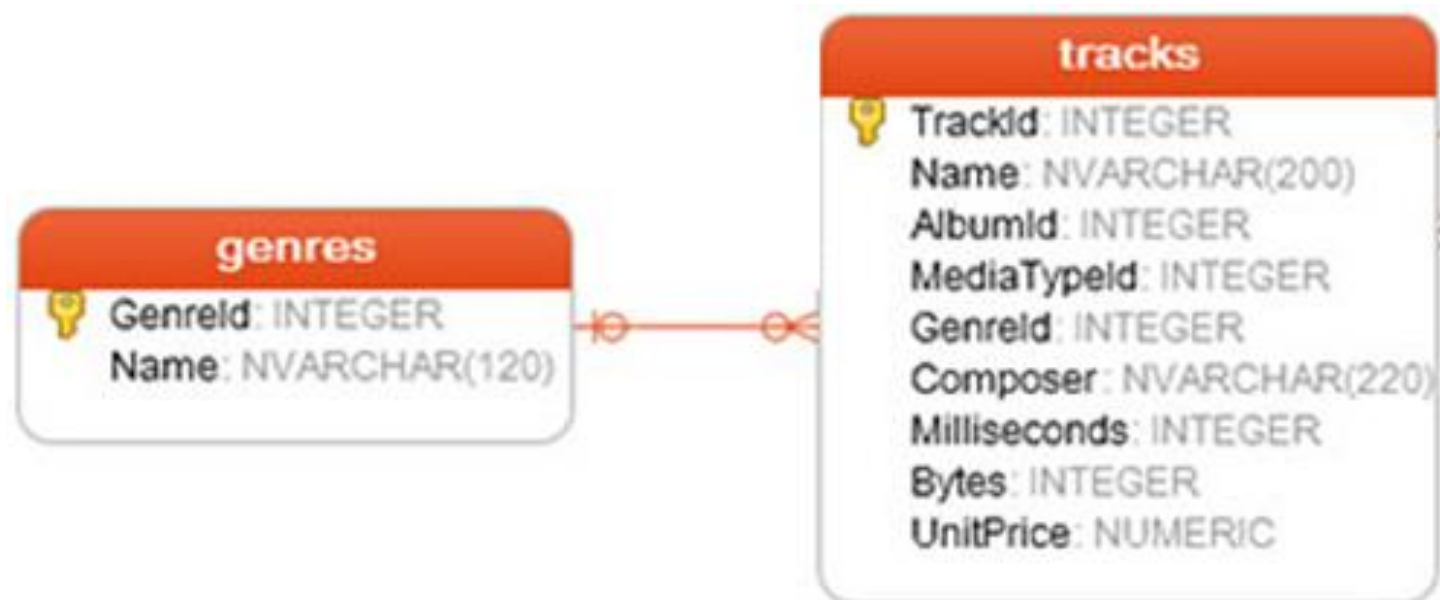 genres
GenreId: INTEGER
Name: NVARCHAR(120)
tracks
TrackId: INTEGER
Name: NVARCHAR(200)
AlbumId: INTEGER
MediaTypeId: INTEGER
GenreId: INTEGER
Composer: NVARCHAR(220)
Milliseconds: INTEGER
Bytes: INTEGER
UnitPrice: NUMERIC